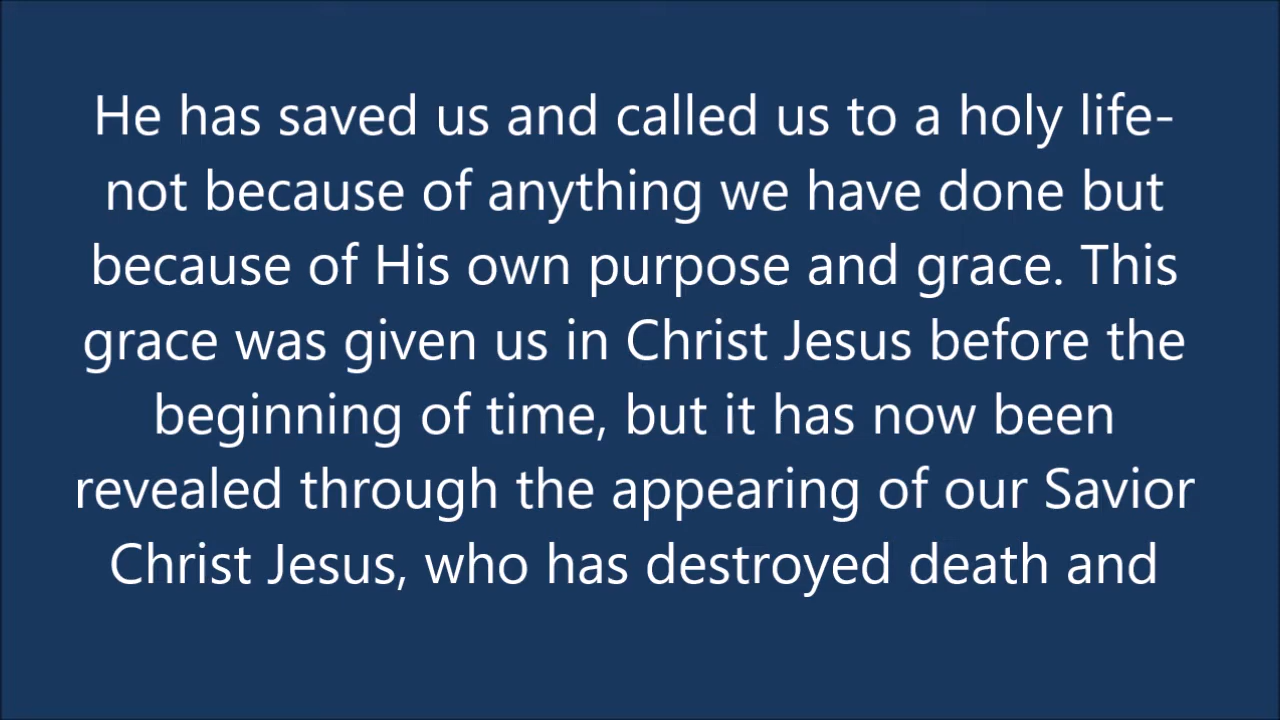 He has saved us and called us to a holy life-
not because of anything we have done but
because of His own purpose and grace. This
grace was given us in Christ Jesus before the
beginning of time, but it has now been
revealed through the appearing of our Savior
Christ Jesus, who has destroyed death and